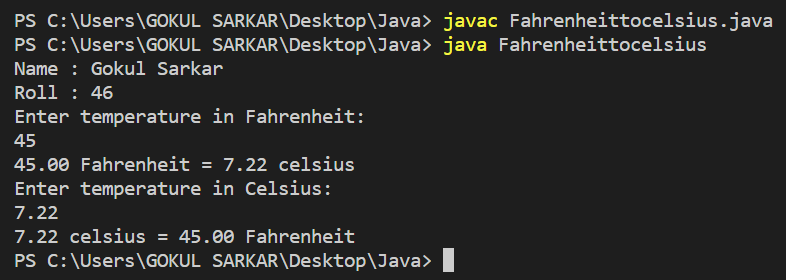 PS C:\Users\GOKUL SARKAR\Desktop\Java> javac Fahrenheittocelsius.java
PS C:\Users\GOKUL SARKAR\Desktop\Java> java Fahrenheittocelsius
Name : Gokul Sarkar
Roll : 46
Enter temperature in Fahrenheit:
45
45.00 Fahrenheit = 7.22 celsius
Enter temperature in Celsius:
7.22
7.22 celsius = 45.00 Fahrenheit
PS C:\Users\GOKUL SARKAR\Desktop\Java>